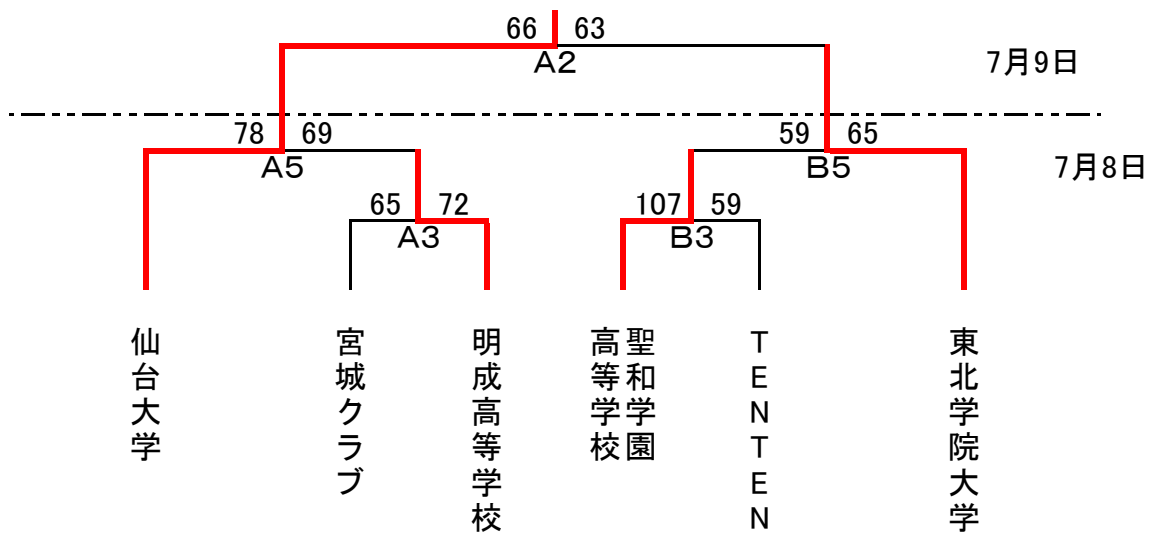 66 63
A2
7月9日
78 69
59 65
A5
B5
7月8日
65 72
107 59
A3
B3
仙台大学
宮城クラブ
明成高等学校
聖和学園
高等学校
TENTEN
東北学院大学